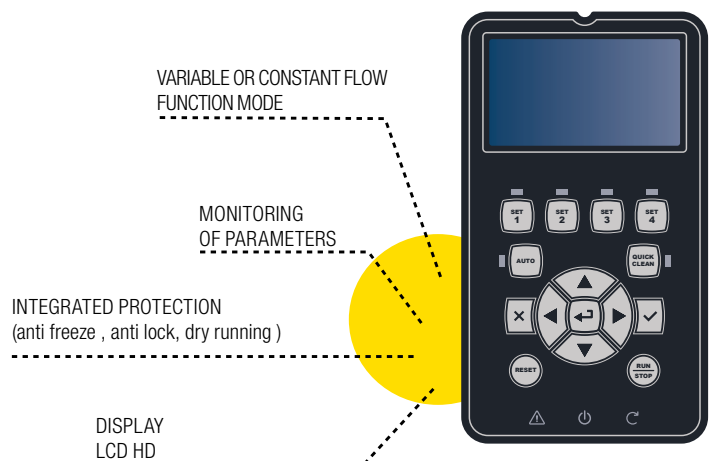 VARIABLE OR CONSTANT FLOW
FUNCTION MODE
MONITORING
OF PARAMETERS
INTEGRATED PROTECTION
(anti freeze , anti lock, dry running )
DISPLAY
LCD HD
SET
1
SET
2
SET
3
SET
4
AUTO
QUICK
CLEAN
RESET
RUN
STOP